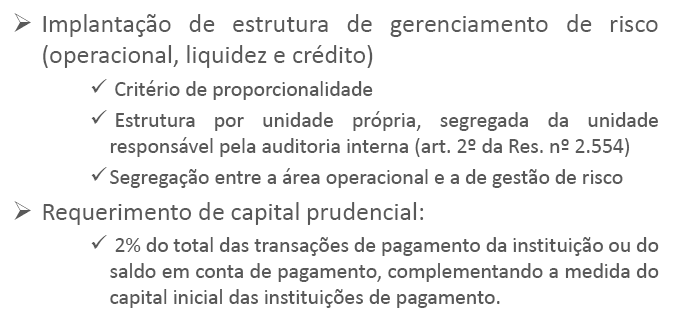 ➢ Implantação de estrutura de gerenciamento de risco
(operacional, liquidez e crédito)
✓ Critério de proporcionalidade
✓ Estrutura por unidade própria, segregada da unidade
responsável pela auditoria interna (art. 2º da Res. nº 2.554)
✓ Segregação entre a área operacional e a de gestão de risco
➢ Requerimento de capital prudencial:
✓ 2% do total das transações de pagamento da instituição ou do
saldo em conta de pagamento, complementando a medida do
capital inicial das instituições de pagamento.